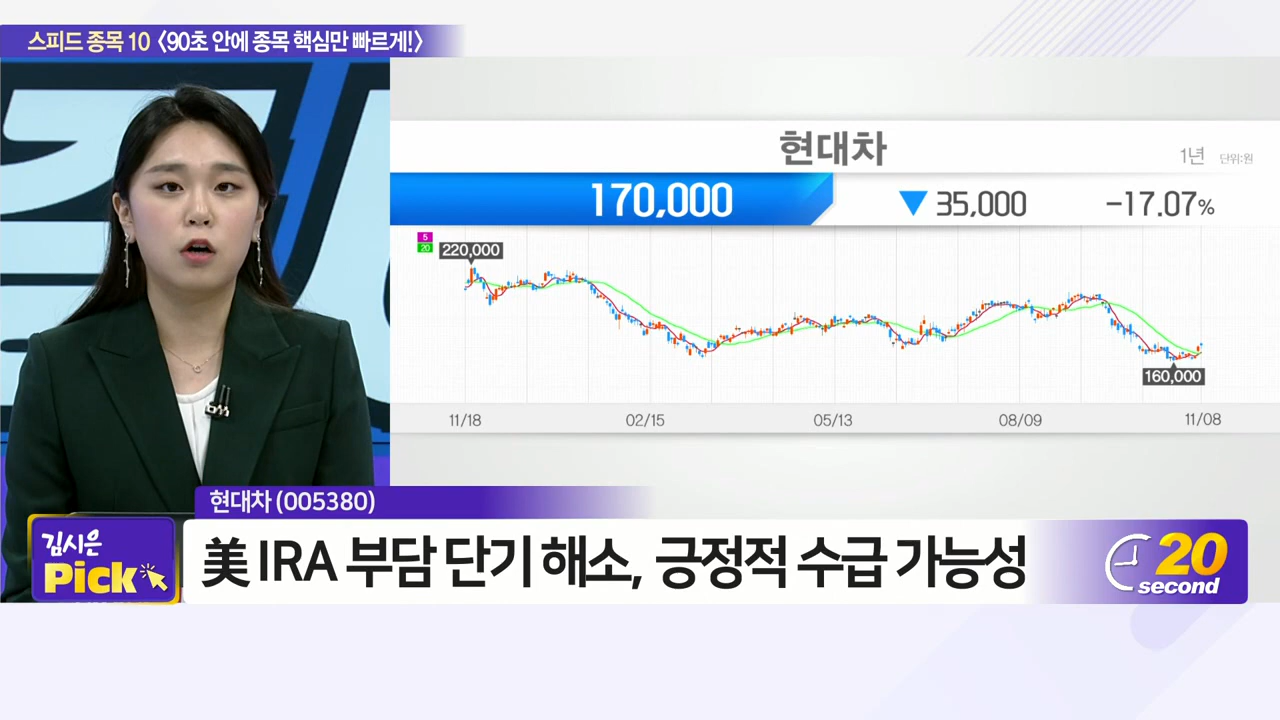 스피드 종목 10 <90초 안에 종목 핵심만 빠르게!>
현대차
1년 단위:원
170,000 ▼ 35,000 -17.07%
5
20
220,000
160,000
11/18 02/15 05/13 08/09 11/08
현대차 (005380)
김시은
Pick
美 IRA 부담 단기 해소, 긍정적 수급 가능성
20
second